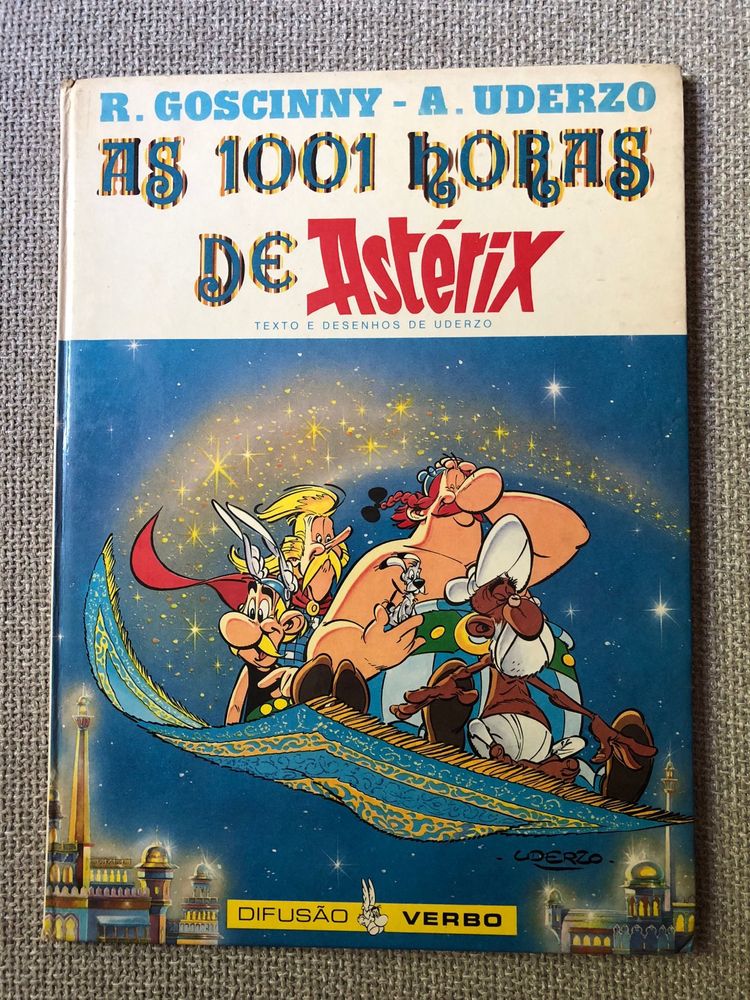 R. GOSCINNY - A. UDERZO
AS 1001 HORAS
DE Astérix
TEXTO E DESENHOS DE UDERZO
- UDERZO -
DIFUSÃO VERBO